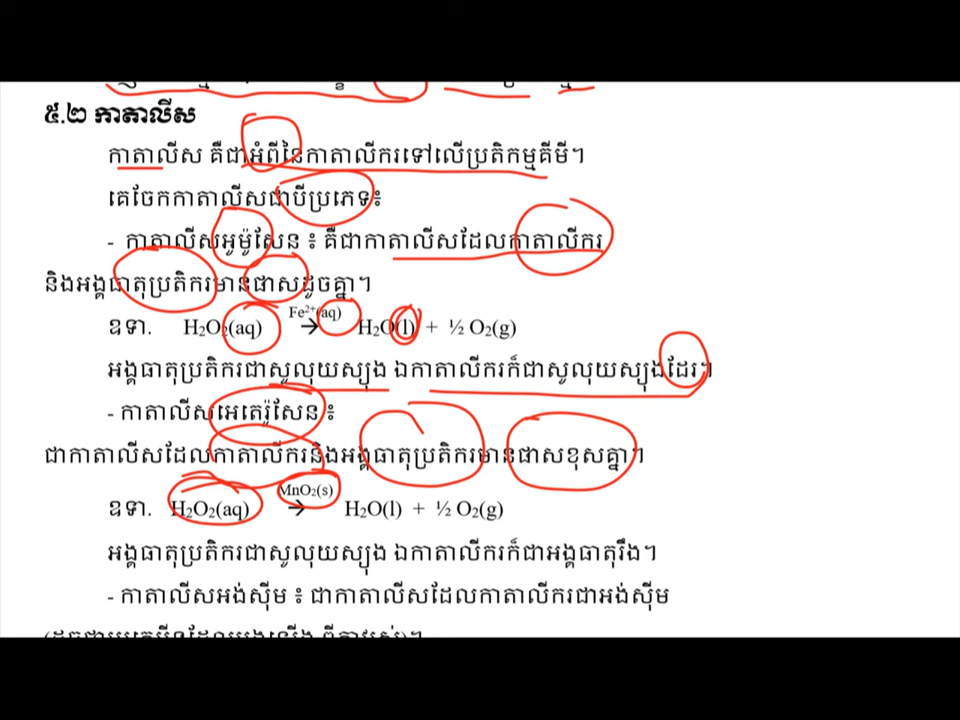 ៥.២ កាតាលីស
កាតាលីស គឺជាអំពីនៃកាតាលីករទៅលើប្រតិកម្មគីមី។
គេចែកកាតាលីសជាបីប្រភេទ៖
- កាតាលីសអូម៉ូសែន ៖ គឺជាកាតាលីសដែលកាតាលីករ
និងអង្គធាតុប្រតិករមានផាសដូចគ្នា។
ឧទា. H₂O₂(aq) Fe²⁺(aq) → H₂O(l) + ½ O₂(g)
អង្គធាតុប្រតិករជាសូលុយស្យុង ឯកាតាលីករក៏ជាសូលុយស្យុងដែរ។
- កាតាលីសអេតេរ៉ូសែន ៖
ជាកាតាលីសដែលកាតាលីករនិងអង្គធាតុប្រតិករមានផាសខុសគ្នា។
ឧទា. H₂O₂(aq) MnO₂(s) → H₂O(l) + ½ O₂(g)
អង្គធាតុប្រតិករជាសូលុយស្យុង ឯកាតាលីករក៏ជាអង្គធាតុរឹង។
- កាតាលីសអង់ស៊ីម ៖ ជាកាតាលីសដែលកាតាលីករជាអង់ស៊ីម